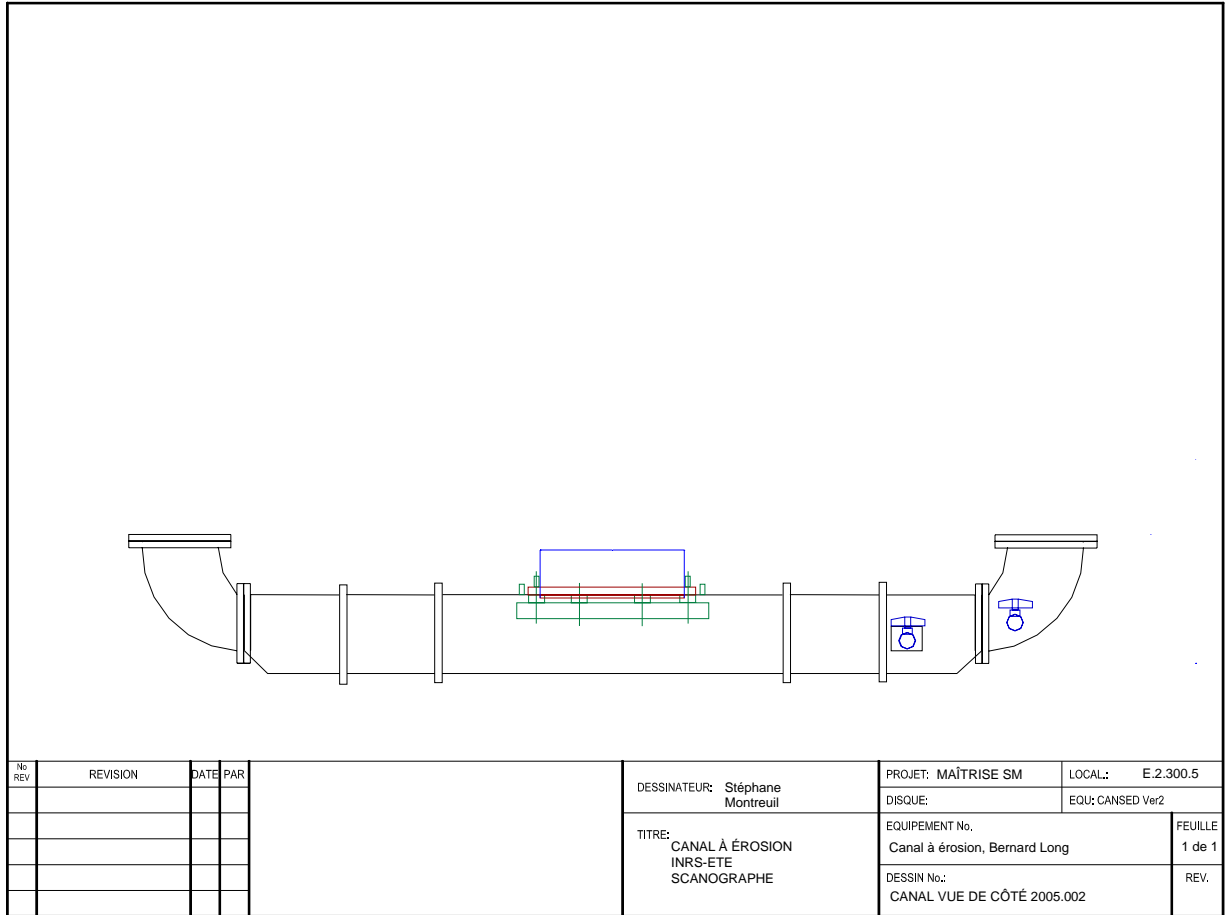 No
REV
REVISION
DATE
PAR
DESSINATEUR: Stéphane
Montreuil
TITRE:
CANAL À ÉROSION
INRS-ETE
SCANOGRAPHE
PROJET: MAÎTRISE SM
LOCAL.: E.2.300.5
DISQUE:
EQU: CANSED Ver2
EQUIPEMENT No.
Canal à érosion, Bernard Long
FEUILLE
1 de 1
DESSIN No.:
CANAL VUE DE CÔTÉ 2005.002
REV.